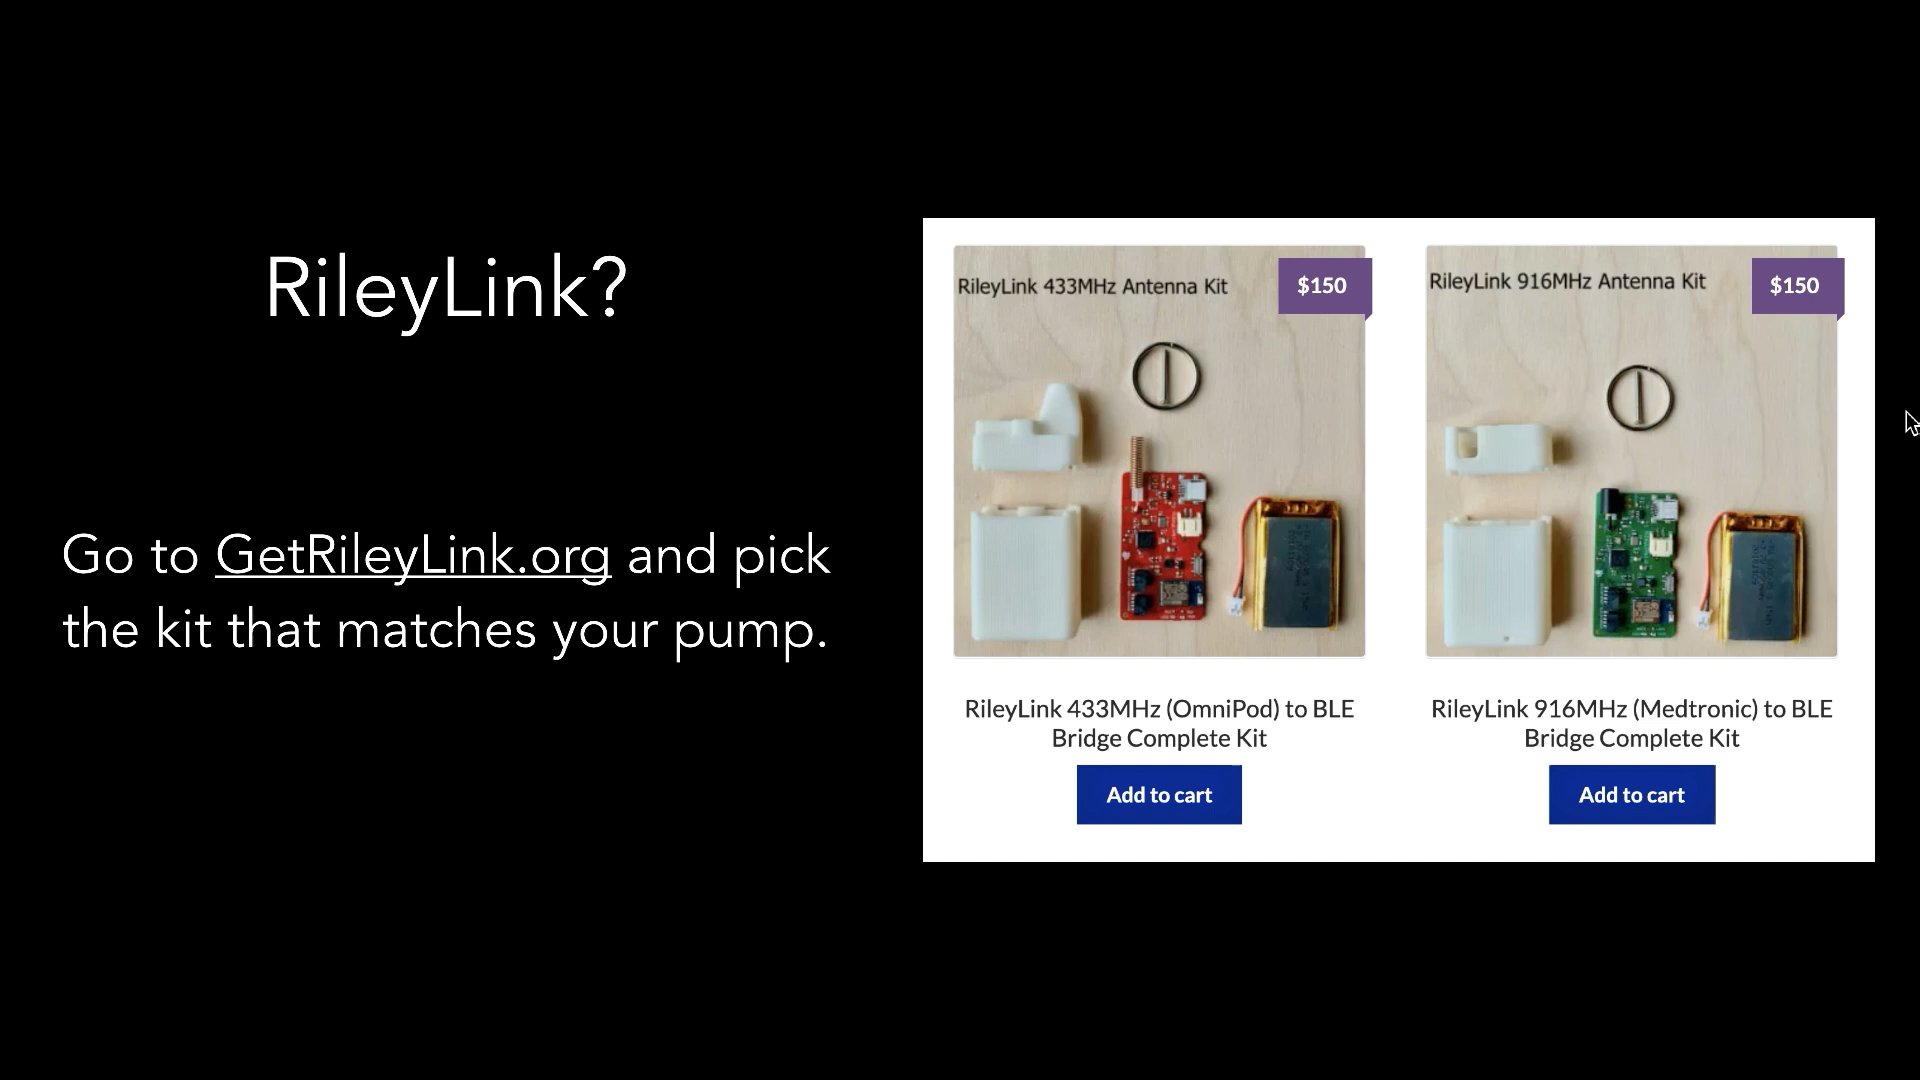 RileyLink?
Go to GetRileyLink.org and pick
the kit that matches your pump.
RileyLink 433MHz Antenna Kit
$150
RileyLink 433MHz (OmniPod) to BLE
Bridge Complete Kit
Add to cart
RileyLink 916MHz Antenna Kit
$150
RileyLink 916MHz (Medtronic) to BLE
Bridge Complete Kit
Add to cart